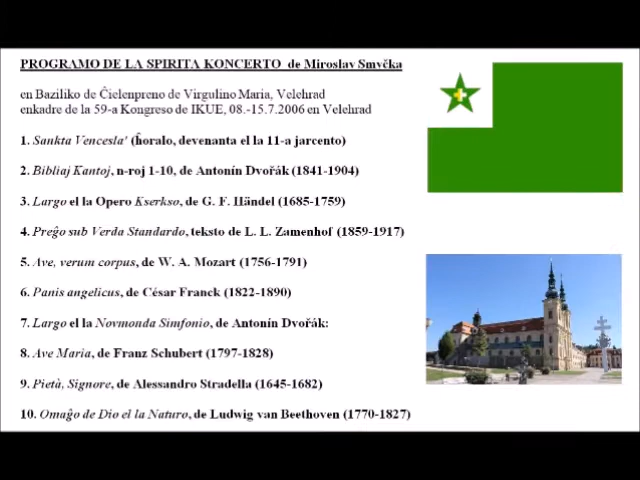 PROGRAMO DE LA SPIRITA KONCERTO de Miroslav Smyčka
en Baziliko de Ĉielenpreno de Virgulino Maria, Velehrad
enkadre de la 59-a Kongreso de IKUE, 08.-15.7.2006 en Velehrad
1. Sankta Vencesla' (ĥoralo, devenanta el la 11-a jarcento)
2. Bibliaj Kantoj, n-roj 1-10, de Antonín Dvořák (1841-1904)
3. Largo el la Opero Kserkso, de G. F. Händel (1685-1759)
4. Preĝo sub Verda Standardo, teksto de L. L. Zamenhof (1859-1917)
5. Ave, verum corpus, de W. A. Mozart (1756-1791)
6. Panis angelicus, de César Franck (1822-1890)
7. Largo el la Novmonda Simfonio, de Antonín Dvořák:
8. Ave Maria, de Franz Schubert (1797-1828)
9. Pietà, Signore, de Alessandro Stradella (1645-1682)
10. Omaĝo de Dio el la Naturo, de Ludwig van Beethoven (1770-1827)